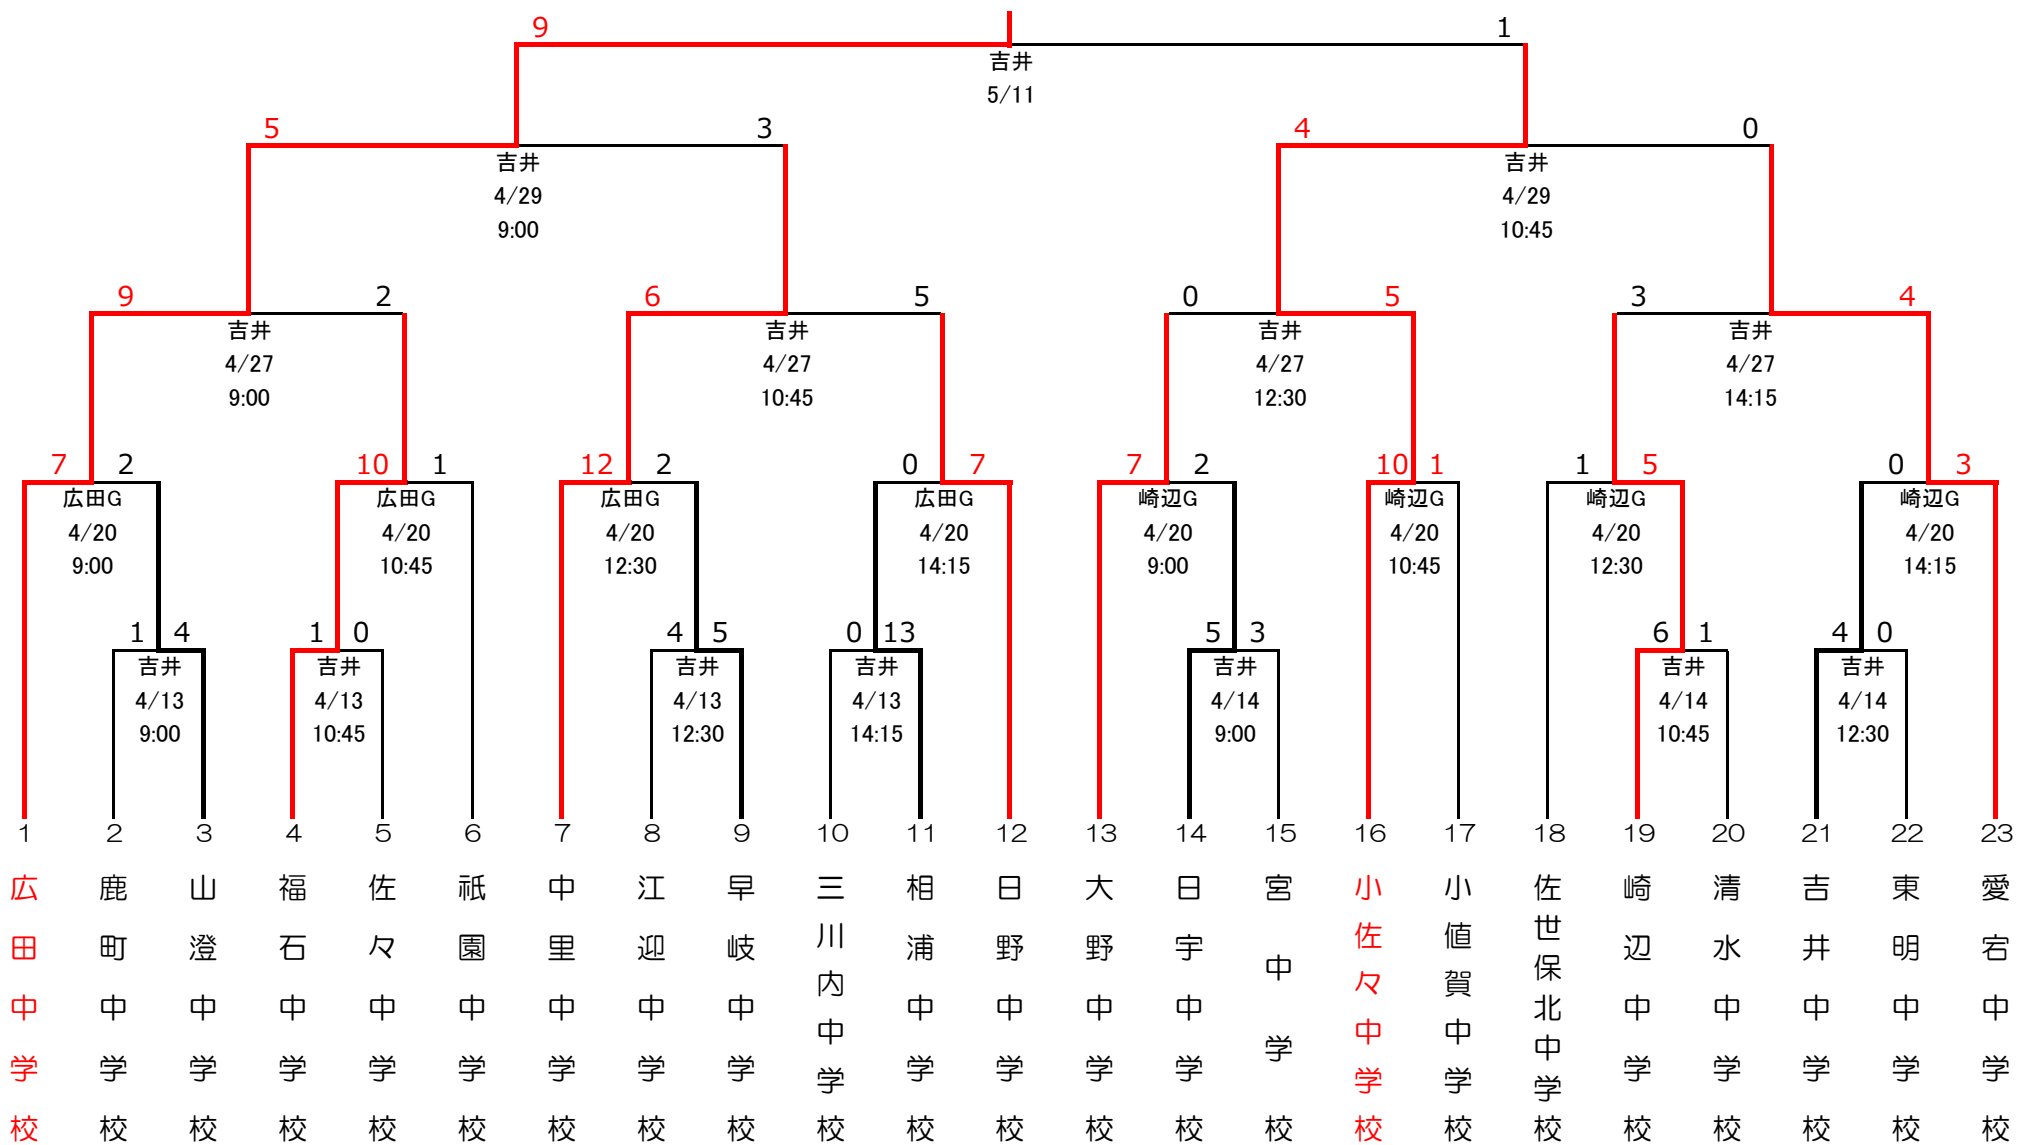 9 1
吉井
5/11
5 3 4 0
吉井 吉井
4/29 4/29
9:00 10:45
9 2 6 5 0 5 3 4
吉井 吉井 吉井 吉井
4/27 4/27 4/27 4/27
9:00 10:45 12:30 14:15
7 2 10 1 12 2 0 7 7 2 10 1 1 5 0 3
広田G 広田G 広田G 広田G 崎辺G 崎辺G 崎辺G 崎辺G
4/20 4/20 4/20 4/20 4/20 4/20 4/20 4/20
9:00 10:45 12:30 14:15 9:00 10:45 12:30 14:15
1 4 1 0 4 5 0 13 5 3 6 1 4 0
吉井 吉井 吉井 吉井 吉井 吉井 吉井
4/13 4/13 4/13 4/13 4/14 4/14 4/14
9:00 10:45 12:30 14:15 9:00 10:45 12:30
1 2 3 4 5 6 7 8 9 10 11 12 13 14 15 16 17 18 19 20 21 22 23
広田中学校
鹿町中学校
山澄中学校
福石中学校
佐々中学校
祇園中学校
中里中学校
江迎中学校
早岐中学校
三川内中学校
相浦中学校
日野中学校
大野中学校
日宇中学校
宮中学校
小佐々中学校
小値賀中学校
佐世保北中学校
崎辺中学校
清水中学校
吉井中学校
東明中学校
愛宕中学校